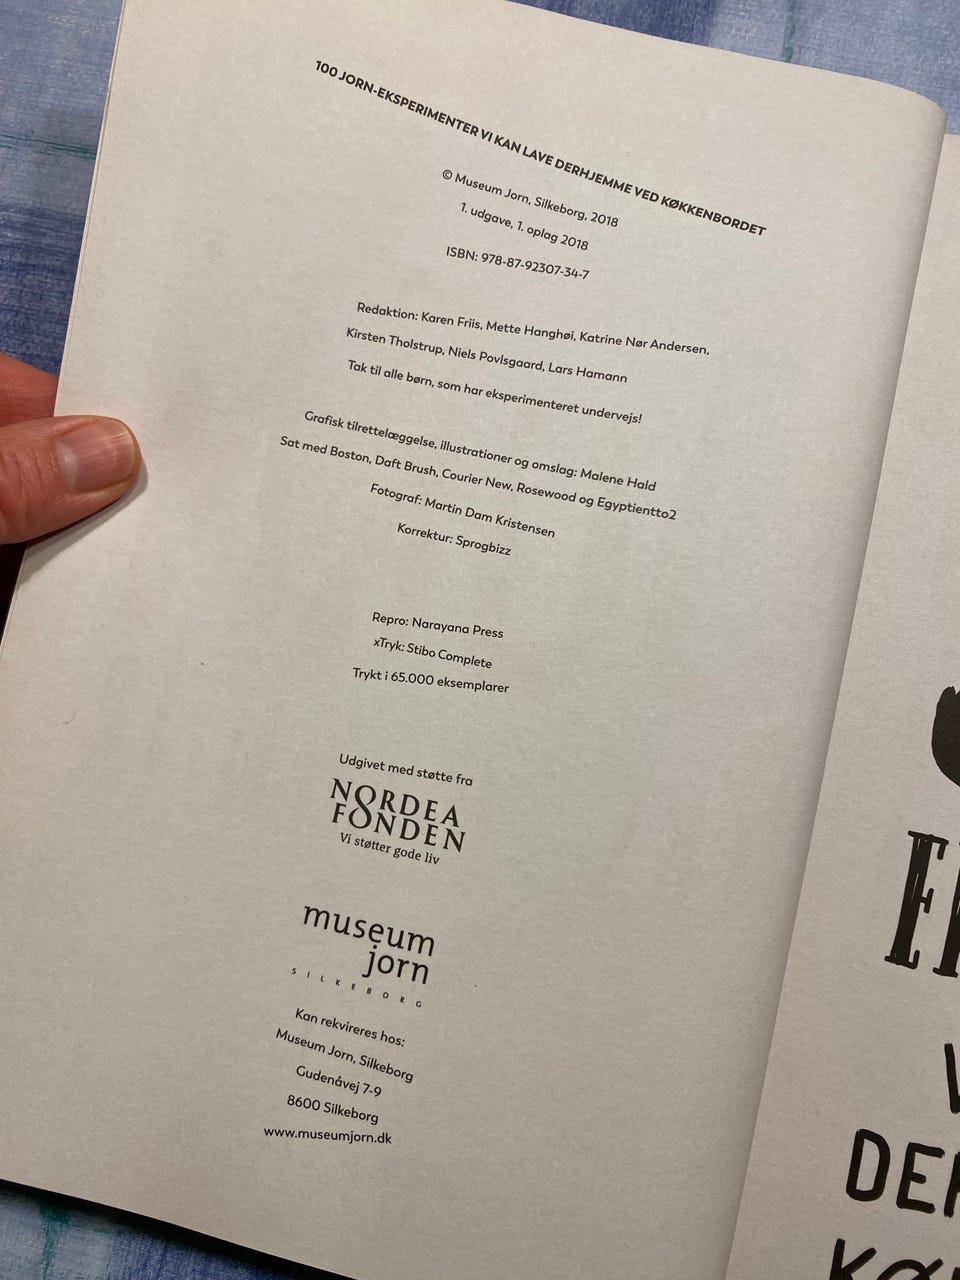 100 JORN-EKSPERIMENTER VI KAN LAVE DERHJEMME VED KØKKENBORDET
© Museum Jorn, Silkeborg, 2018
1. udgave, 1. oplag 2018
ISBN: 978-87-92307-34-7
Redaktion: Karen Friis, Mette Hanghøi, Katrine Nør Andersen,
Kirsten Tholstrup, Niels Povlsgaard, Lars Hamann
Tak til alle børn, som har eksperimenteret undervejs!
Grafisk tilrettelæggelse, illustrationer og omslag: Malene Hald
Sat med Boston, Daft Brush, Courier New, Rosewood og Egyptientto2
Fotograf: Martin Dam Kristensen
Korrektur: Sprogbizz
Repro: Narayana Press
xTryk: Stibo Complete
Trykt i 65.000 eksemplarer
Udgivet med støtte fra
NORDEA
FONDEN
Vi støtter gode liv
museum
jorn
SILKEBORG
Kan rekvireres hos:
Museum Jorn, Silkeborg
Gudenåvej 7-9
8600 Silkeborg
www.museumjorn.dk